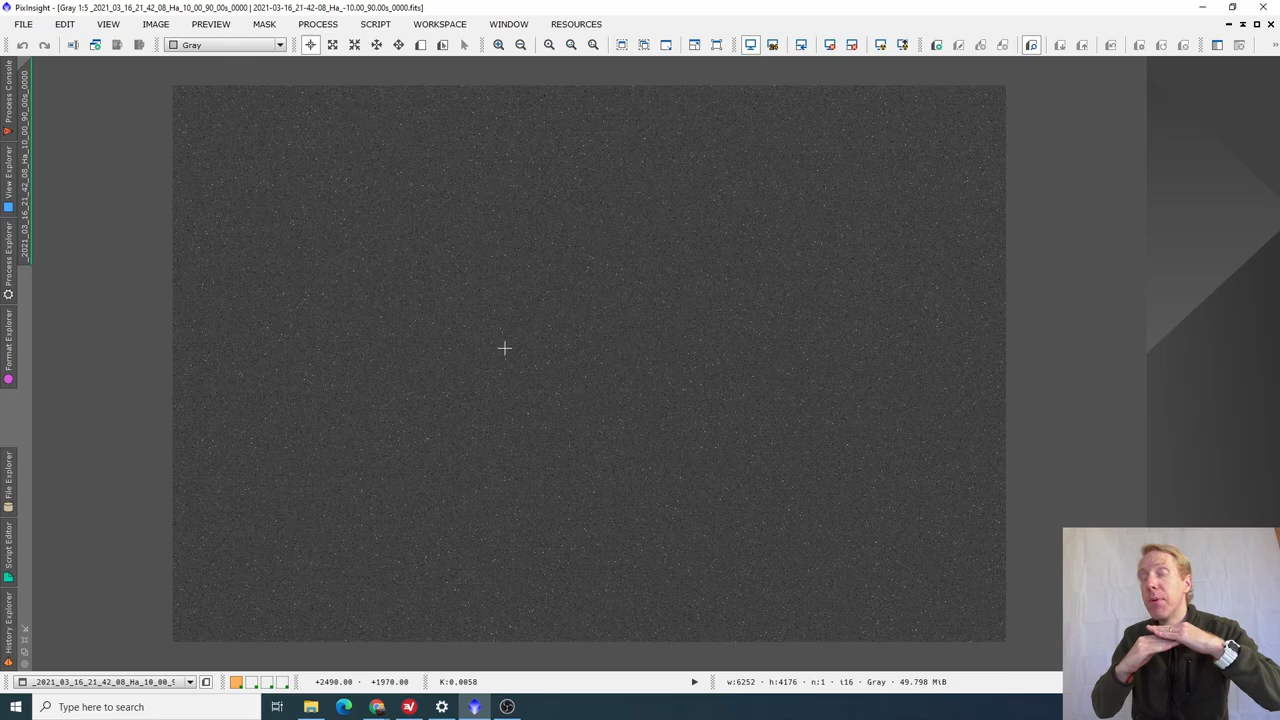 PixInsight - [Gray 1:5 _2021_03_16_21_42_08_Ha_10_00_90_00s_0000 | 2021-03-16_21-42-08_Ha_-10.00_90.00s_0000.fits]
FILE EDIT VIEW IMAGE PREVIEW MASK PROCESS SCRIPT WORKSPACE WINDOW RESOURCES
Gray
Process Console
View Explorer
Process Explorer
Format Explorer
File Explorer
Script Editor
History Explorer
_2021_03_16_21_42_08_Ha_10_00_90_00s_0000
_2021_03_16_21_42_08_Ha_10_00_9 +2490.00 · +1970.00 K:0.0058 w:6252 · h:4176 · n:1 · i16 · Gray · 49.798 MiB
Type here to search